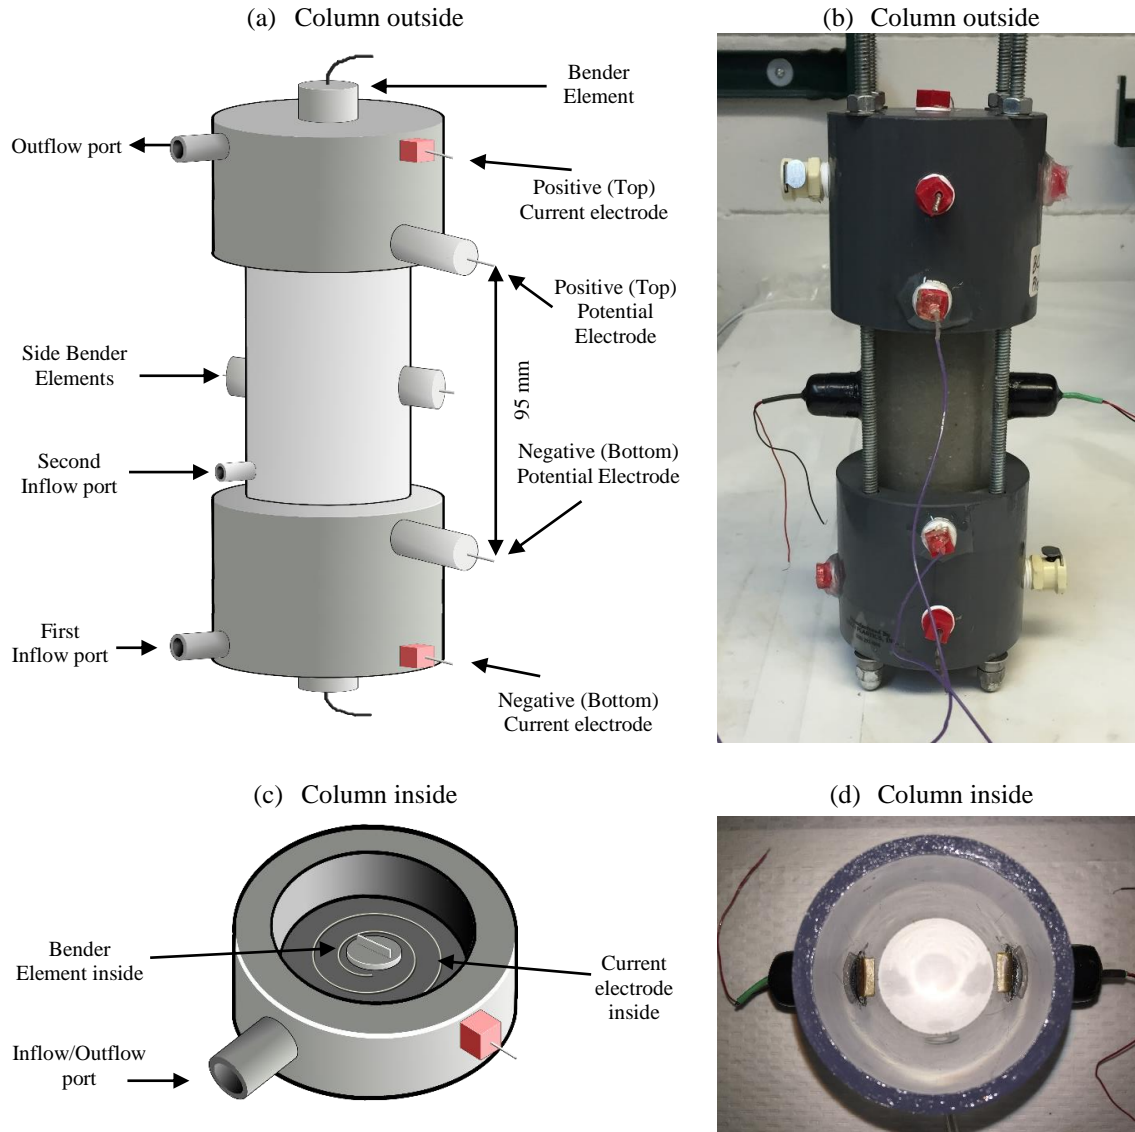 (a) Column outside
(b) Column outside
Bender
Element
Outflow port
Positive (Top)
Current electrode
Positive (Top)
Potential
Electrode
Side Bender
Elements
95 mm
Second
Inflow port
Negative (Bottom)
Potential Electrode
First
Inflow port
Negative (Bottom)
Current electrode
(c) Column inside
(d) Column inside
Bender
Element inside
Current
electrode
inside
Inflow/Outflow
port